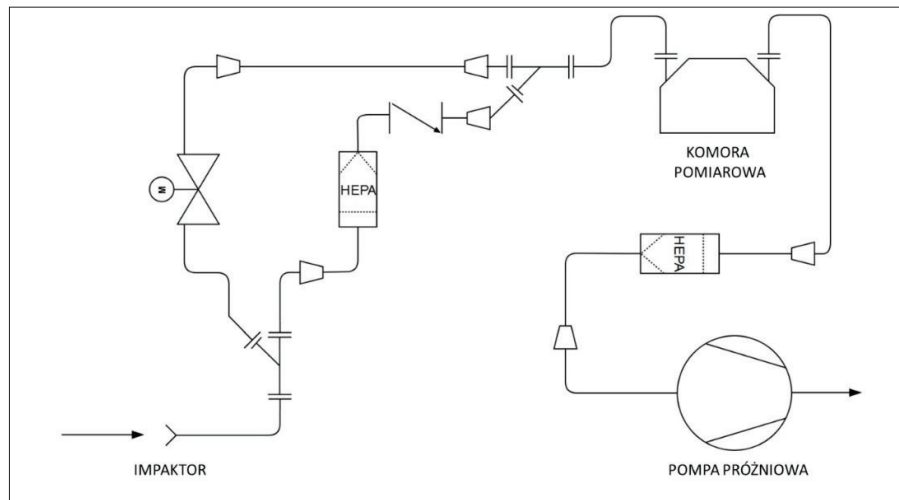 KOMORA
POMIAROWA
HEPA
M
HEPA
IMPAKTOR
POMPA PRÓŻNIOWA